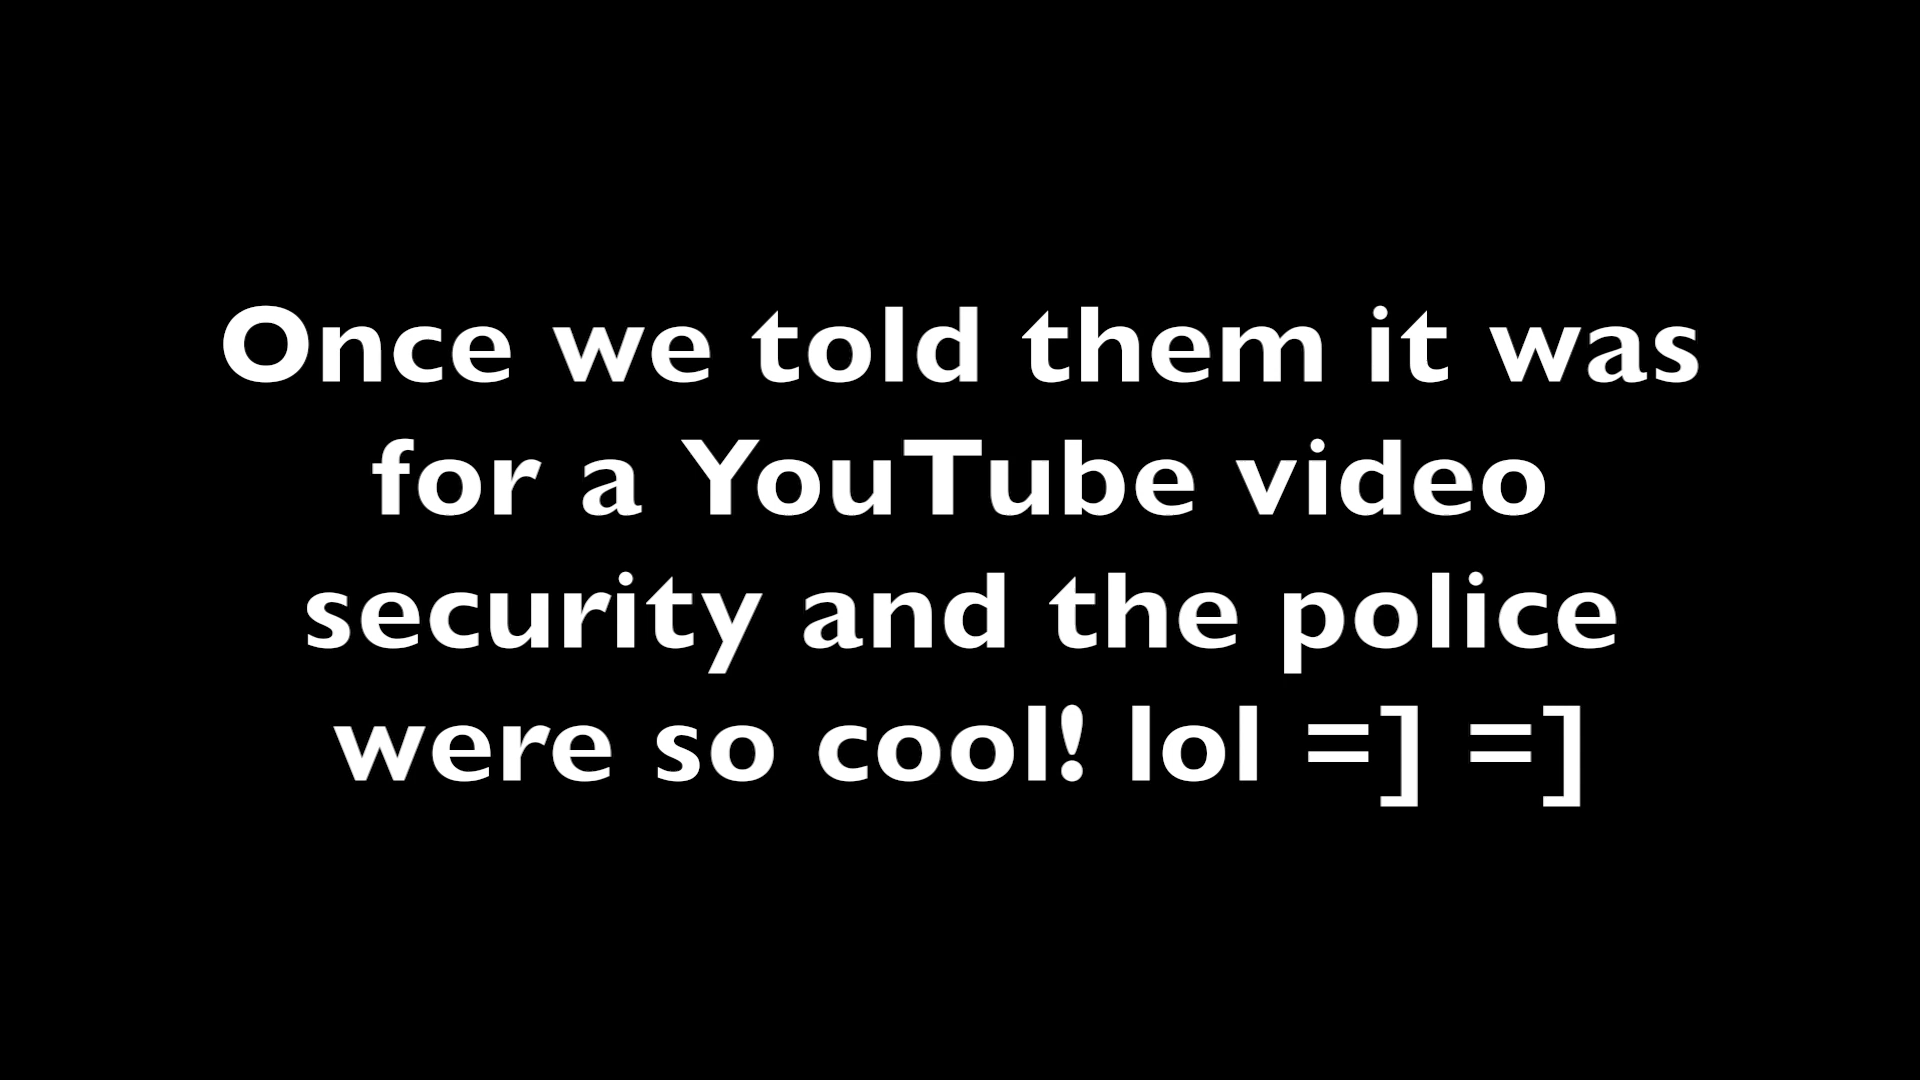 Once we told them it was
for a YouTube video
security and the police
were so cool! lol =] =]